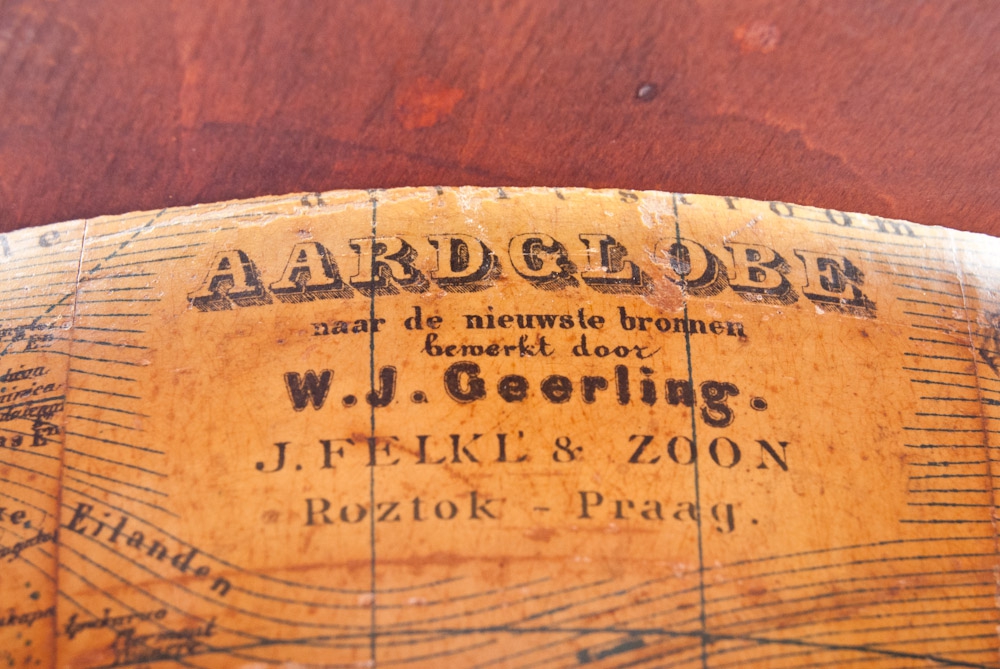 AARDGLOBE
naar de nieuwste bronnen
bewerkt door
W.J. Geerling.
J. FELKL & ZOON
Roztok - Praag.
Eilanden